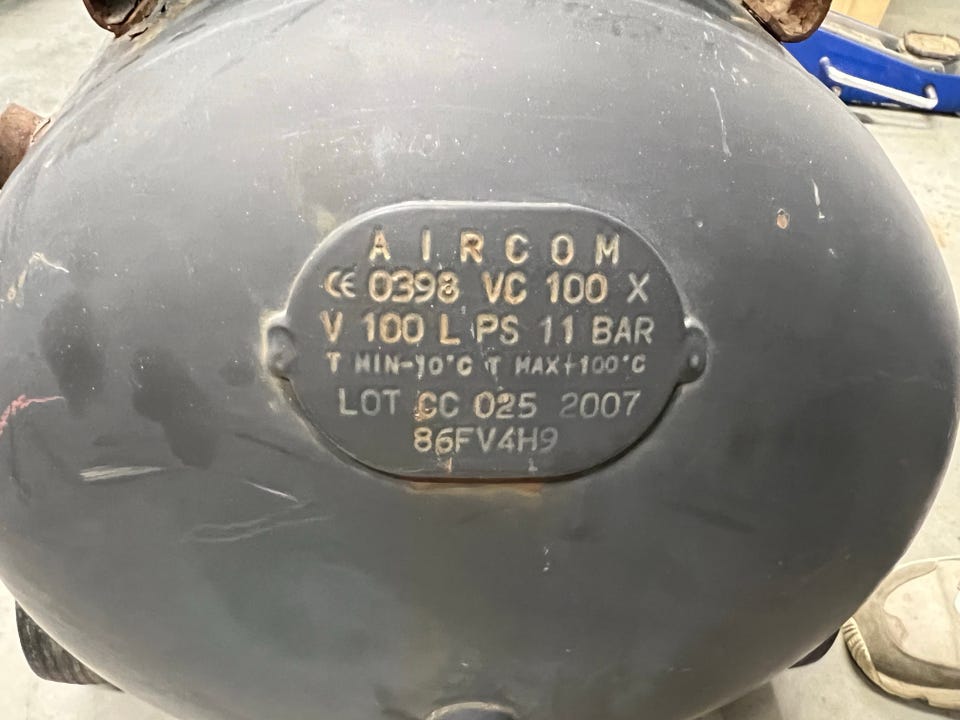 AIRCOM
CE 0398 VC 100 X
V 100 L PS 11 BAR
T MIN-10°C T MAX+100°C
LOT CC 025 2007
86FV4H9